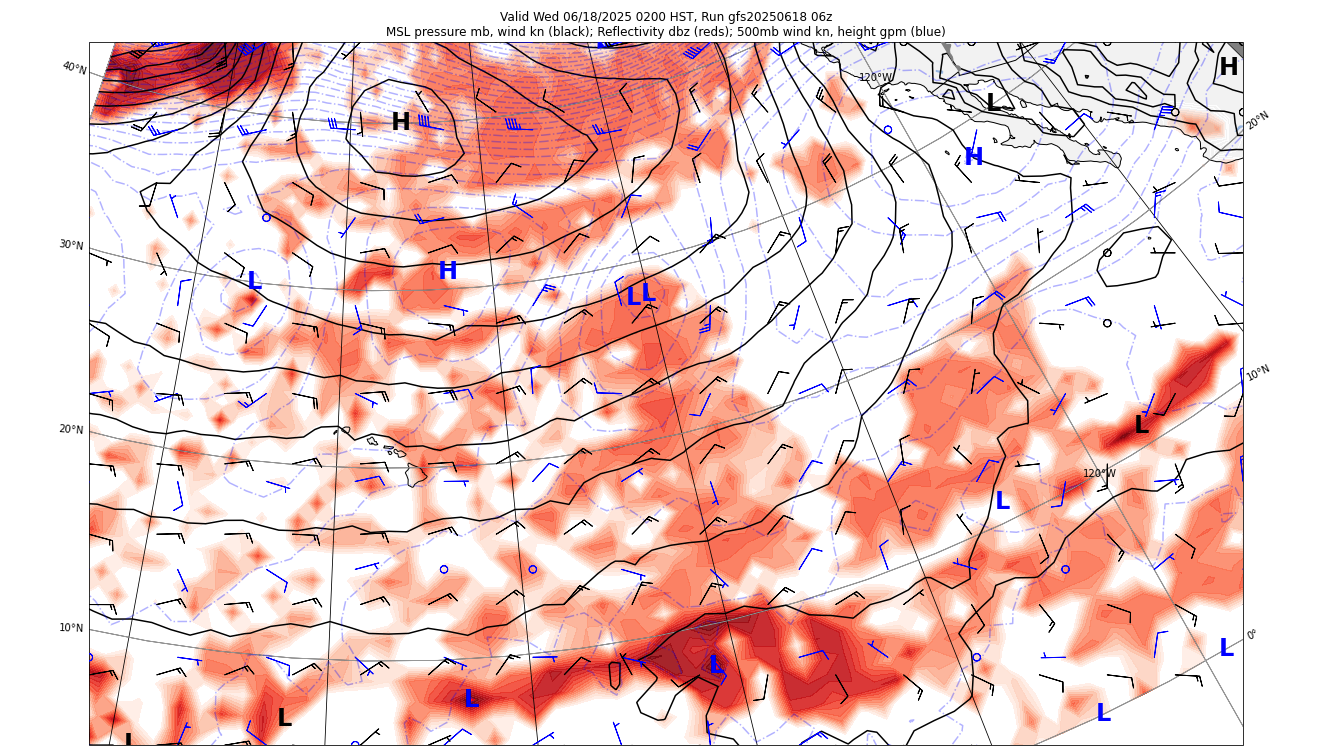 Valid Wed 06/18/2025 0200 HST, Run gfs20250618 06z
MSL pressure mb, wind kn (black); Reflectivity dbz (reds); 500mb wind kn, height gpm (blue)
40°N
120°W
H
L
H
20°N
H
30°N
L
H
L
L
10°N
20°N
L
120°W
L
10°N
0°
L
L
L
L
L
L